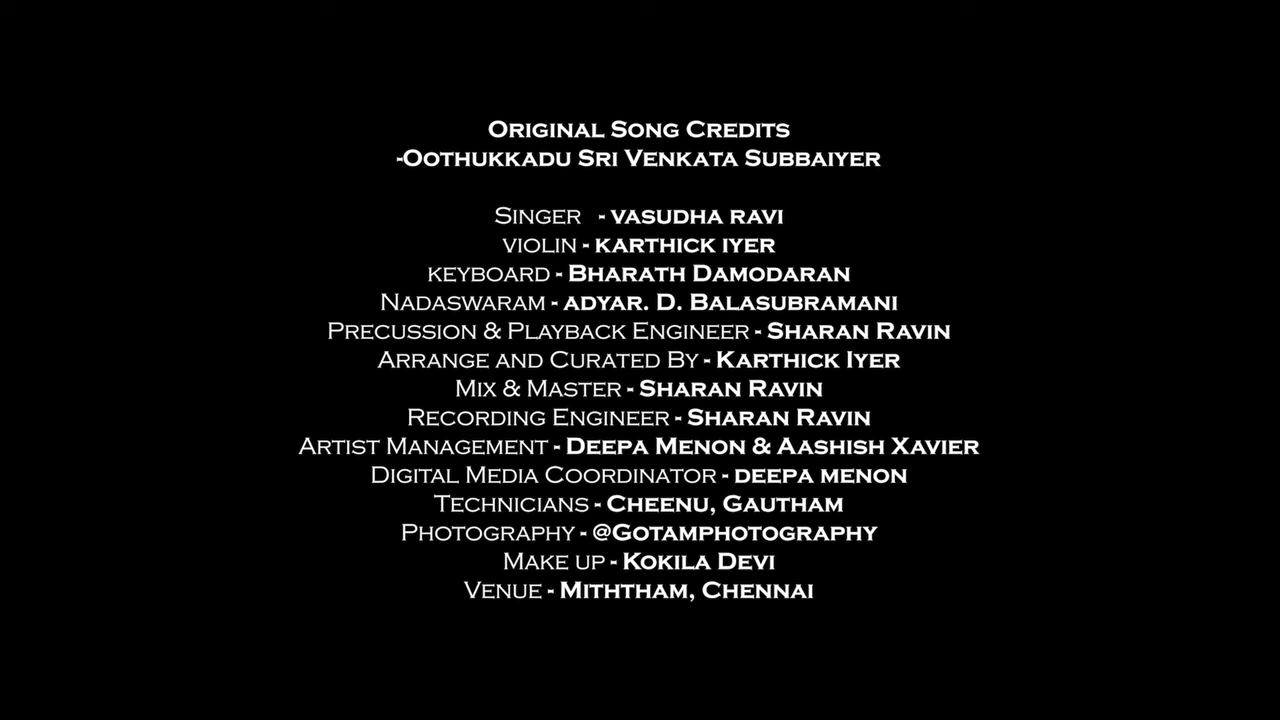 Original Song Credits
-Oothukkadu Sri Venkata Subbaiyer
Singer - vasudha ravi
violin - karthick iyer
keyboard - Bharath Damodaran
Nadaswaram - adyar. D. Balasubramani
Precussion & Playback Engineer - Sharan Ravin
Arrange and Curated By - Karthick Iyer
Mix & Master - Sharan Ravin
Recording Engineer - Sharan Ravin
Artist Management - Deepa Menon & Aashish Xavier
Digital Media Coordinator - deepa menon
Technicians - Cheenu, Gautham
Photography - @Gotamphotography
Make up - Kokila Devi
Venue - Miththam, Chennai